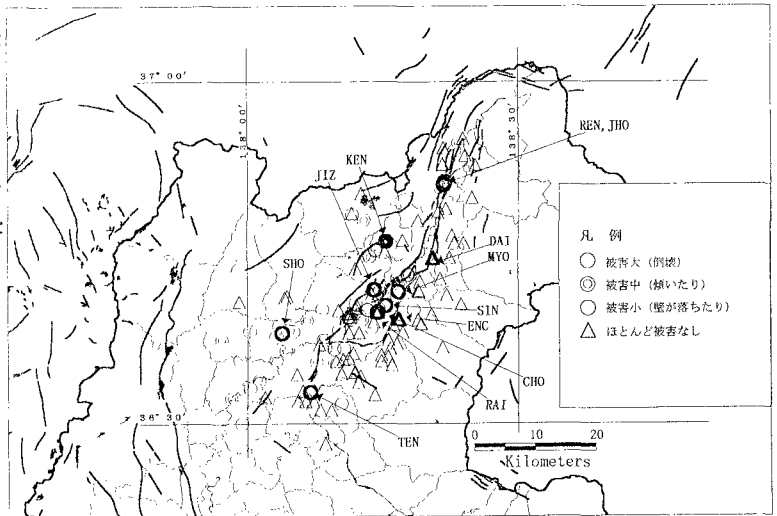 37° 00′
138° 00′
138° 30′
REN,JHO
KEN
JIZ
DAI
MYO
SHO
SIN
ENC
CHO
RAI
TEN
36° 30′
凡 例
被害大 (倒壊)
被害中 (傾いたり)
被害小 (壁が落ちたり)
ほとんど被害なし
0 10 20
Kilometers